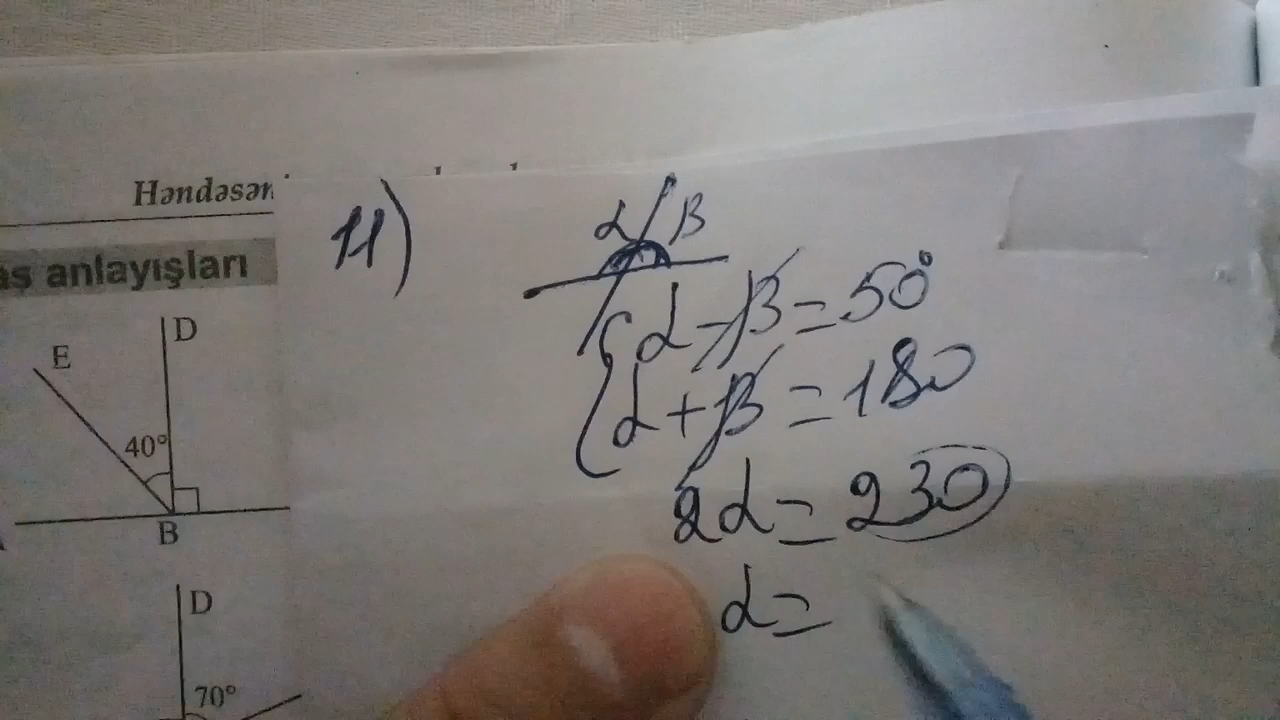 Həndəsən
aş anlayışları
D
E
40°
B
D
70°
11)
α β
α - β = 50°
α + β = 180
2α = 230
α =